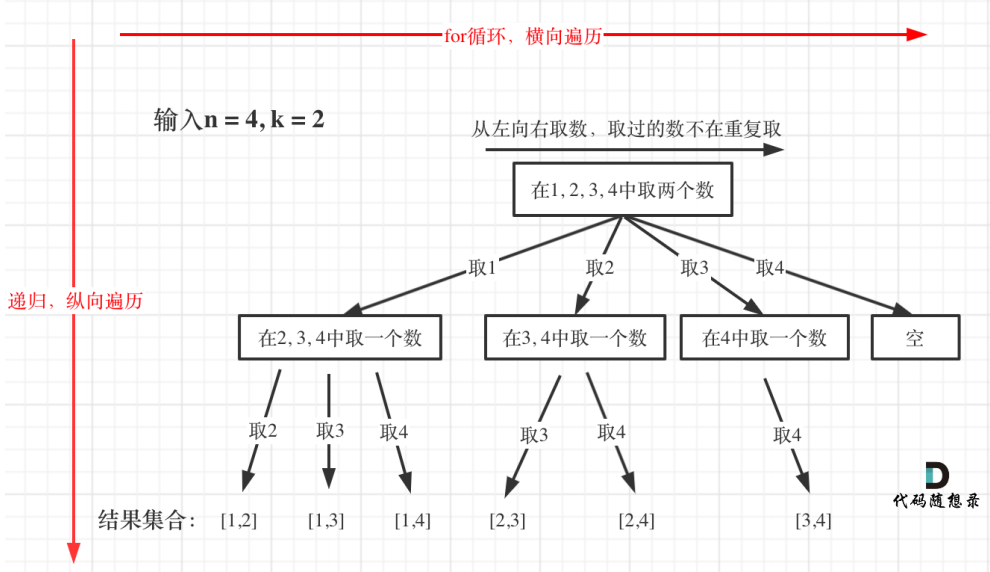 for循环，横向遍历
输入n = 4, k = 2
从左向右取数，取过的数不在重复取
在1, 2, 3, 4中取两个数
取1
取2
取3
取4
递归，纵向遍历
在2, 3, 4中取一个数
在3, 4中取一个数
在4中取一个数
空
取2
取3
取4
取3
取4
取4
代码随想录
结果集合： [1,2] [1,3] [1,4] [2,3] [2,4] [3,4]